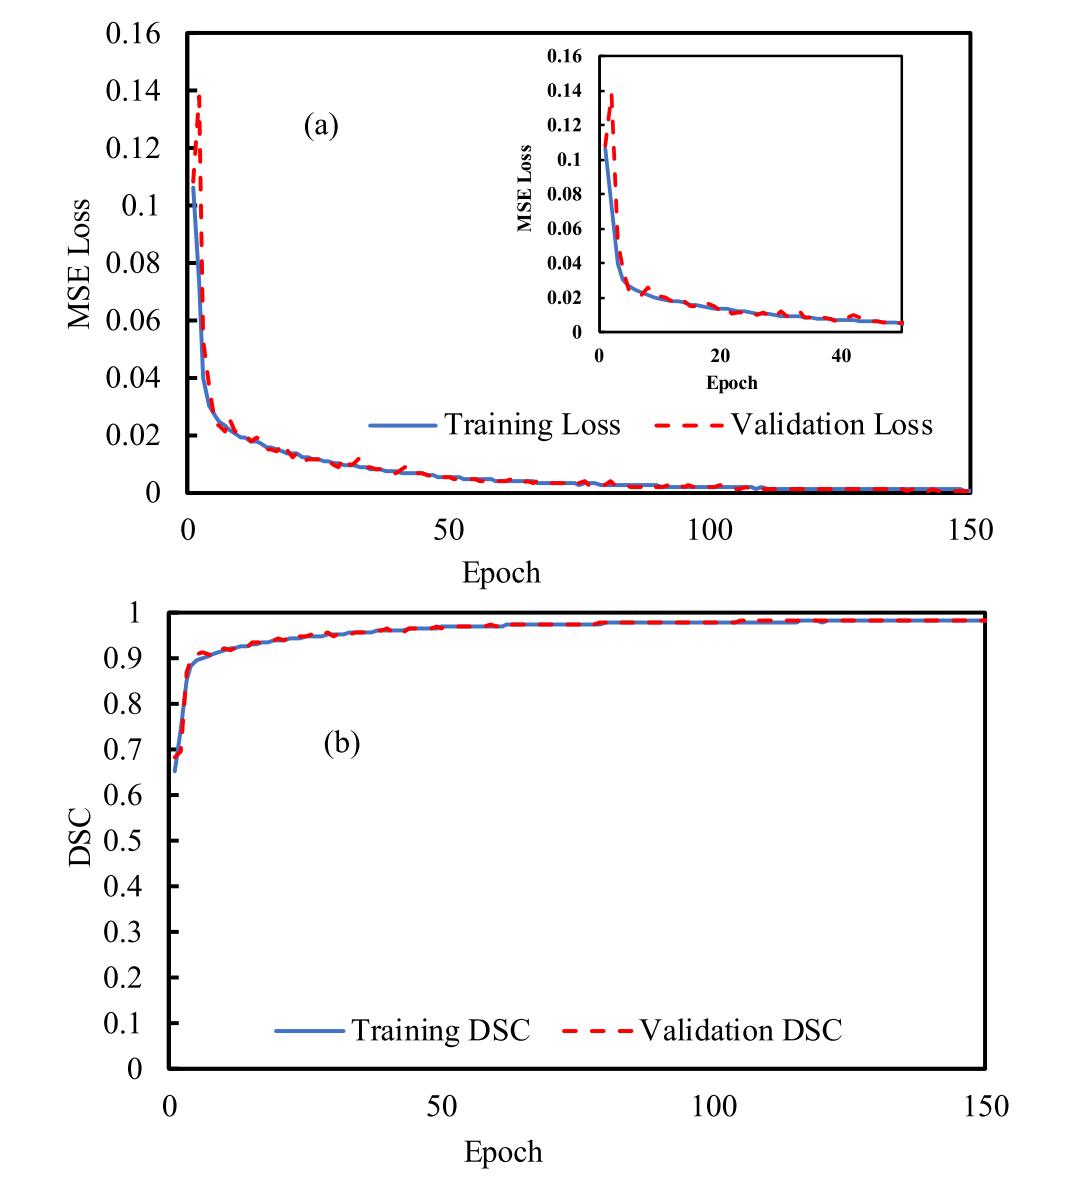 0.16
0.14
0.12
0.1
0.08
0.06
0.04
0.02
0
MSE Loss
(a)
0.16
0.14
0.12
0.1
0.08
0.06
0.04
0.02
0
MSE Loss
0 20 40
Epoch
Training Loss Validation Loss
0 50 100 150
Epoch
1
0.9
0.8
0.7
0.6
0.5
0.4
0.3
0.2
0.1
0
DSC
(b)
Training DSC Validation DSC
0 50 100 150
Epoch